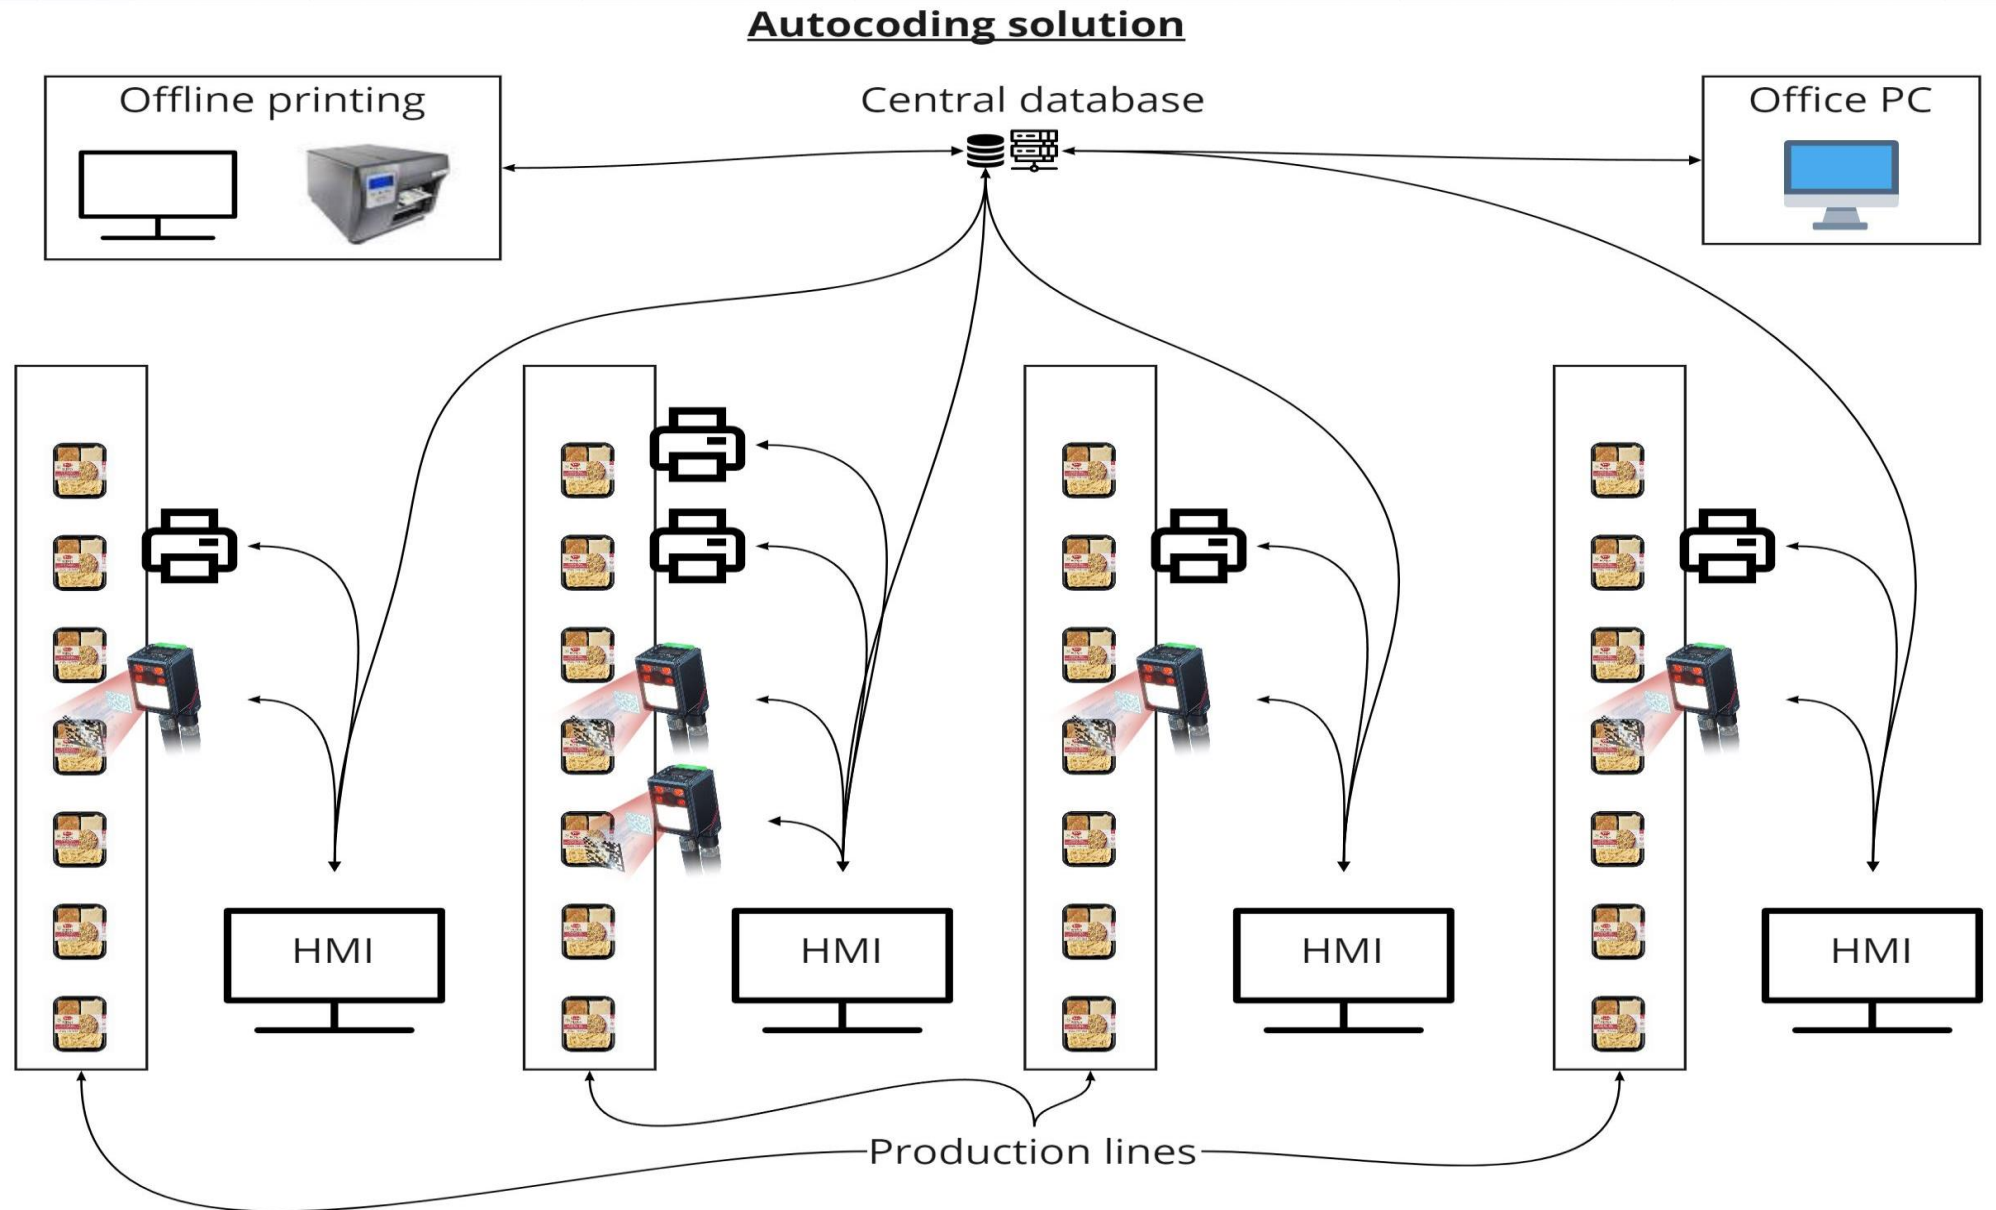 Autocoding solution
Offline printing
Central database
Office PC
HMI
HMI
HMI
HMI
Production lines